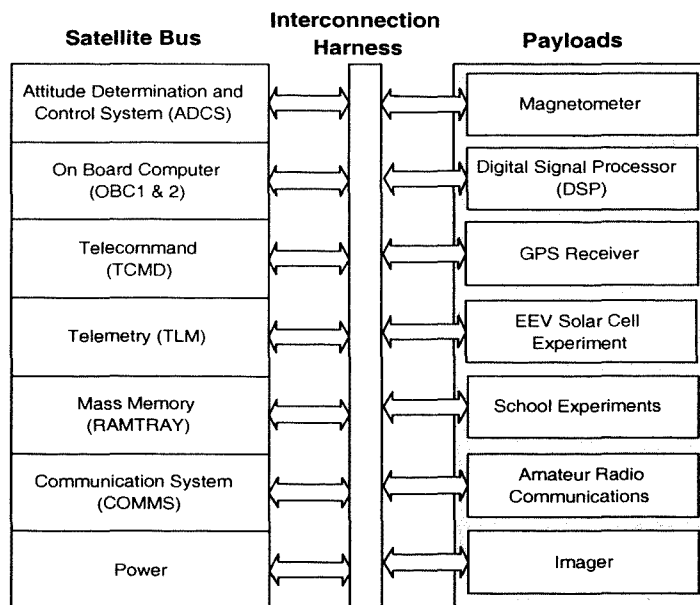 Satellite Bus
Interconnection
Harness
Payloads
Attitude Determination and
Control System (ADCS)
On Board Computer
(OBC1 & 2)
Telecommand
(TCMD)
Telemetry (TLM)
Mass Memory
(RAMTRAY)
Communication System
(COMMS)
Power
Magnetometer
Digital Signal Processor
(DSP)
GPS Receiver
EEV Solar Cell
Experiment
School Experiments
Amateur Radio
Communications
Imager